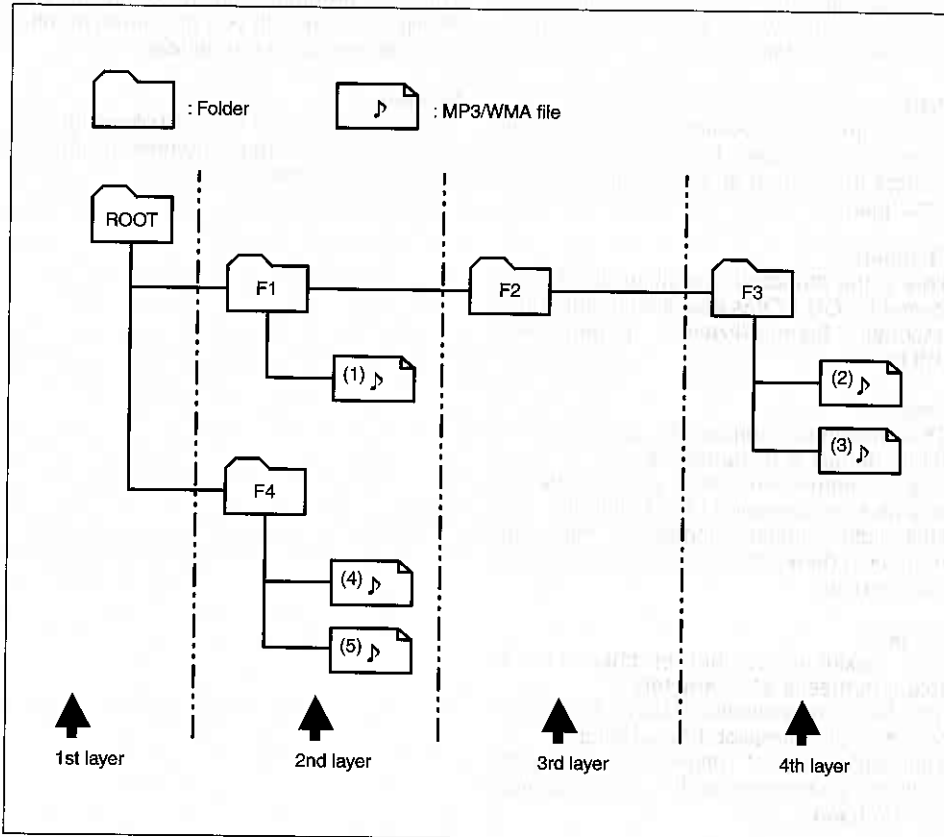 : Folder
: MP3/WMA file
ROOT
F1
F2
F3
(1)
(2)
(3)
F4
(4)
(5)
1st layer
2nd layer
3rd layer
4th layer